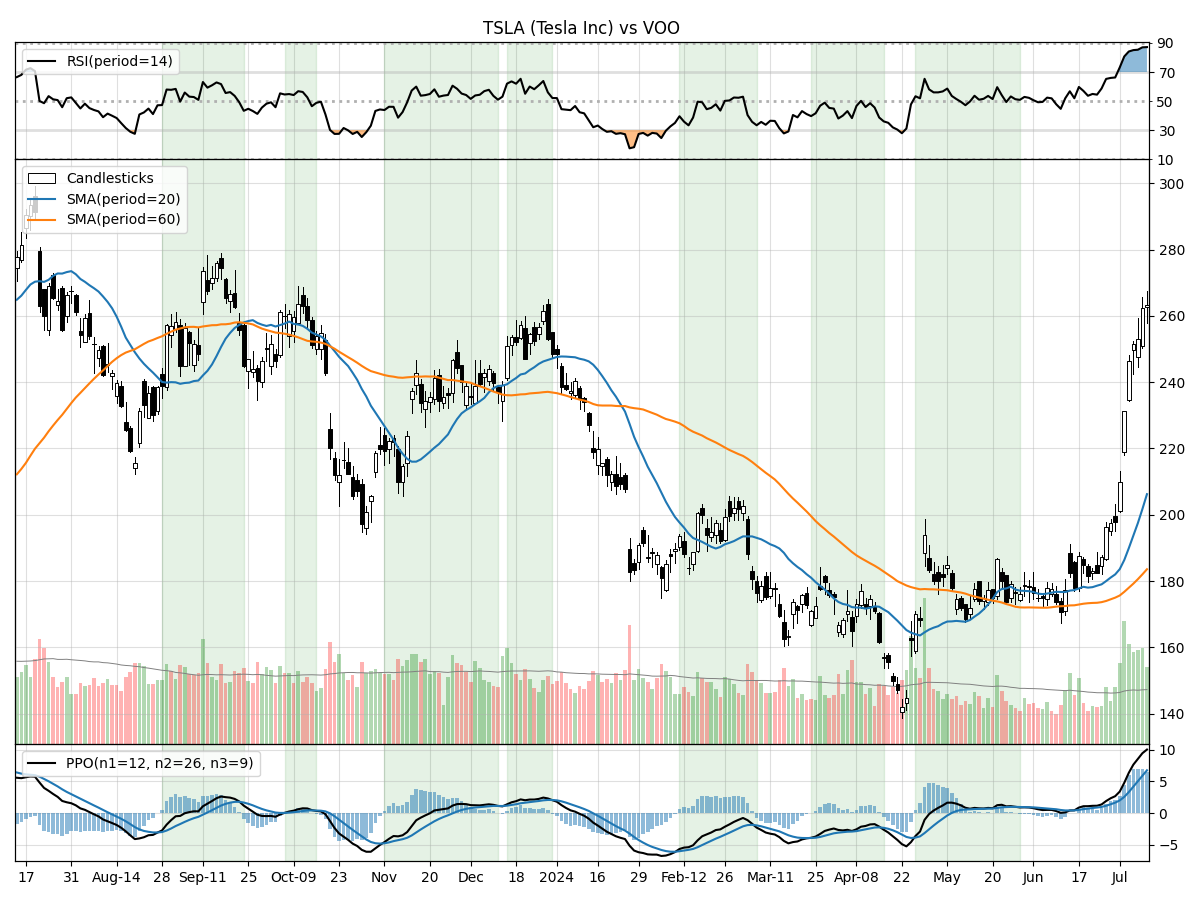 TSLA (Tesla Inc) vs VOO
RSI(period=14)
90
70
50
30
10
Candlesticks
SMA(period=20)
SMA(period=60)
300
280
260
240
220
200
180
160
140
PPO(n1=12, n2=26, n3=9)
10
5
0
−5
17 31 Aug-14 28 Sep-11 25 Oct-09 23 Nov 20 Dec 18 2024 16 29 Feb-12 26 Mar-11 25 Apr-08 22 May 20 Jun 17 Jul